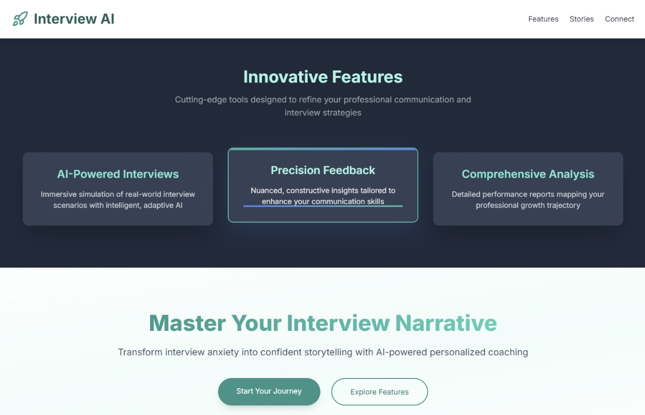 Interview AI
Features
Stories
Connect
Innovative Features
Cutting-edge tools designed to refine your professional communication and
interview strategies
AI-Powered Interviews
Immersive simulation of real-world interview
scenarios with intelligent, adaptive AI
Precision Feedback
Nuanced, constructive insights tailored to
enhance your communication skills
Comprehensive Analysis
Detailed performance reports mapping your
professional growth trajectory
Master Your Interview Narrative
Transform interview anxiety into confident storytelling with AI-powered personalized coaching
Start Your Journey
Explore Features